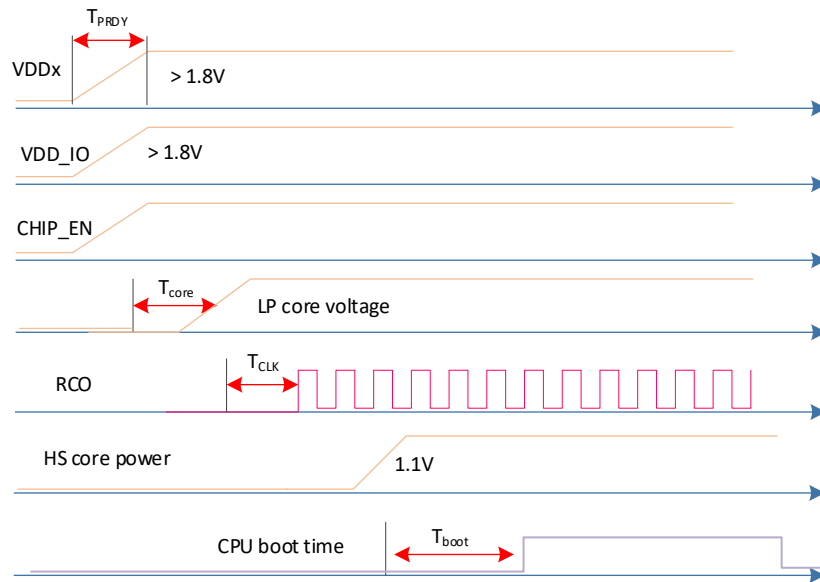 TPRDY
VDDx
> 1.8V
VDD_IO
> 1.8V
CHIP_EN
Tcore
LP core voltage
TCLK
RCO
HS core power
1.1V
CPU boot time
Tboot